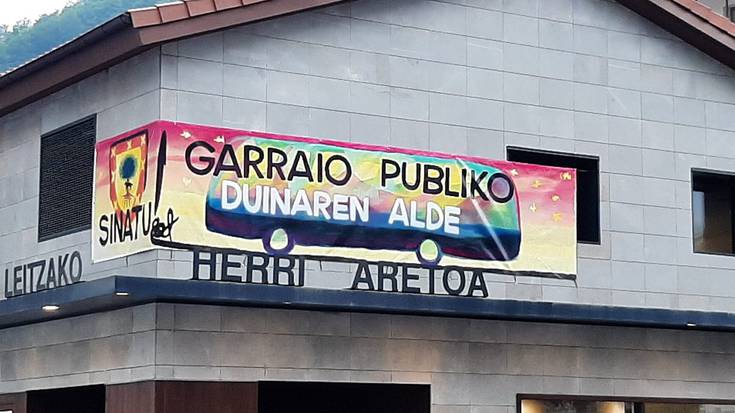 GARRAIO PUBLIKO
DUINAREN ALDE
SINATU!
LEITZAKO HERRI ARETOA